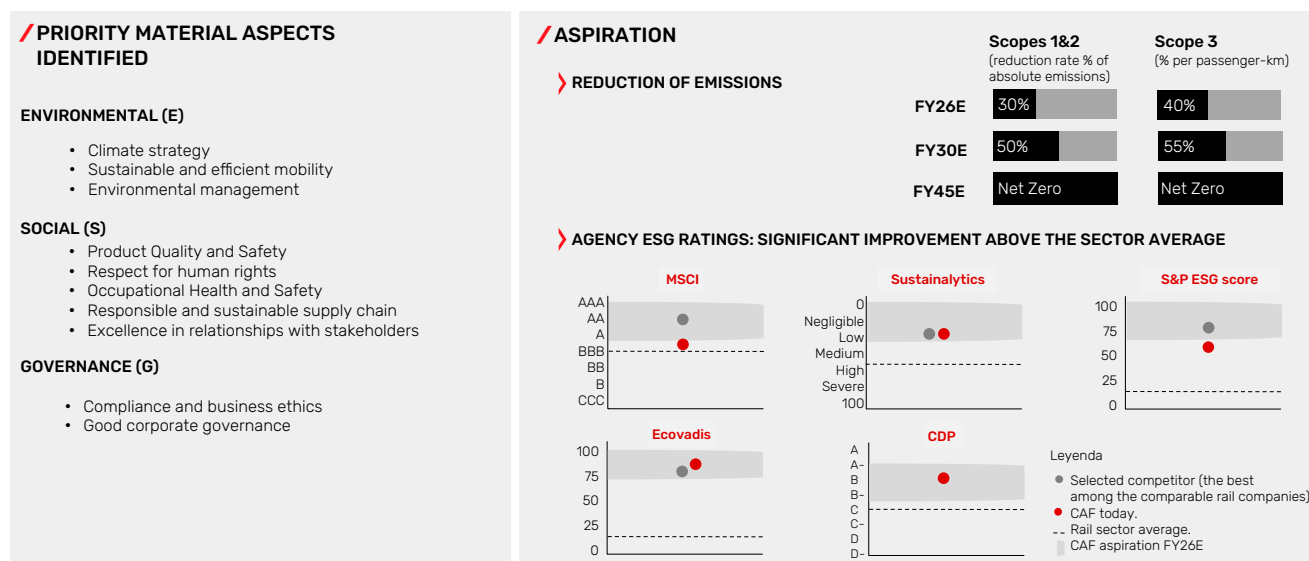 PRIORITY MATERIAL ASPECTS
IDENTIFIED
ENVIRONMENTAL (E)
• Climate strategy
• Sustainable and efficient mobility
• Environmental management
SOCIAL (S)
• Product Quality and Safety
• Respect for human rights
• Occupational Health and Safety
• Responsible and sustainable supply chain
• Excellence in relationships with stakeholders
GOVERNANCE (G)
• Compliance and business ethics
• Good corporate governance
ASPIRATION
REDUCTION OF EMISSIONS
Scopes 1&2
(reduction rate % of
absolute emissions)
Scope 3
(% per passenger-km)
FY26E 30% 40%
FY30E 50% 55%
FY45E Net Zero Net Zero
AGENCY ESG RATINGS: SIGNIFICANT IMPROVEMENT ABOVE THE SECTOR AVERAGE
MSCI
AAA
AA
A
BBB
BB
B
CCC
Sustainalytics
0
Negligible
Low
Medium
High
Severe
100
S&P ESG score
100
75
50
25
0
Ecovadis
100
75
50
25
0
CDP
A
A-
B
B-
C
C-
D
D-
Leyenda
Selected competitor (the best
among the comparable rail companies)
CAF today.
Rail sector average.
CAF aspiration FY26E